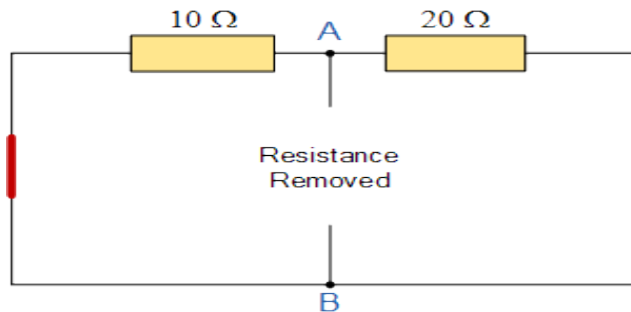 10 Ω
A
20 Ω
Resistance
Removed
B